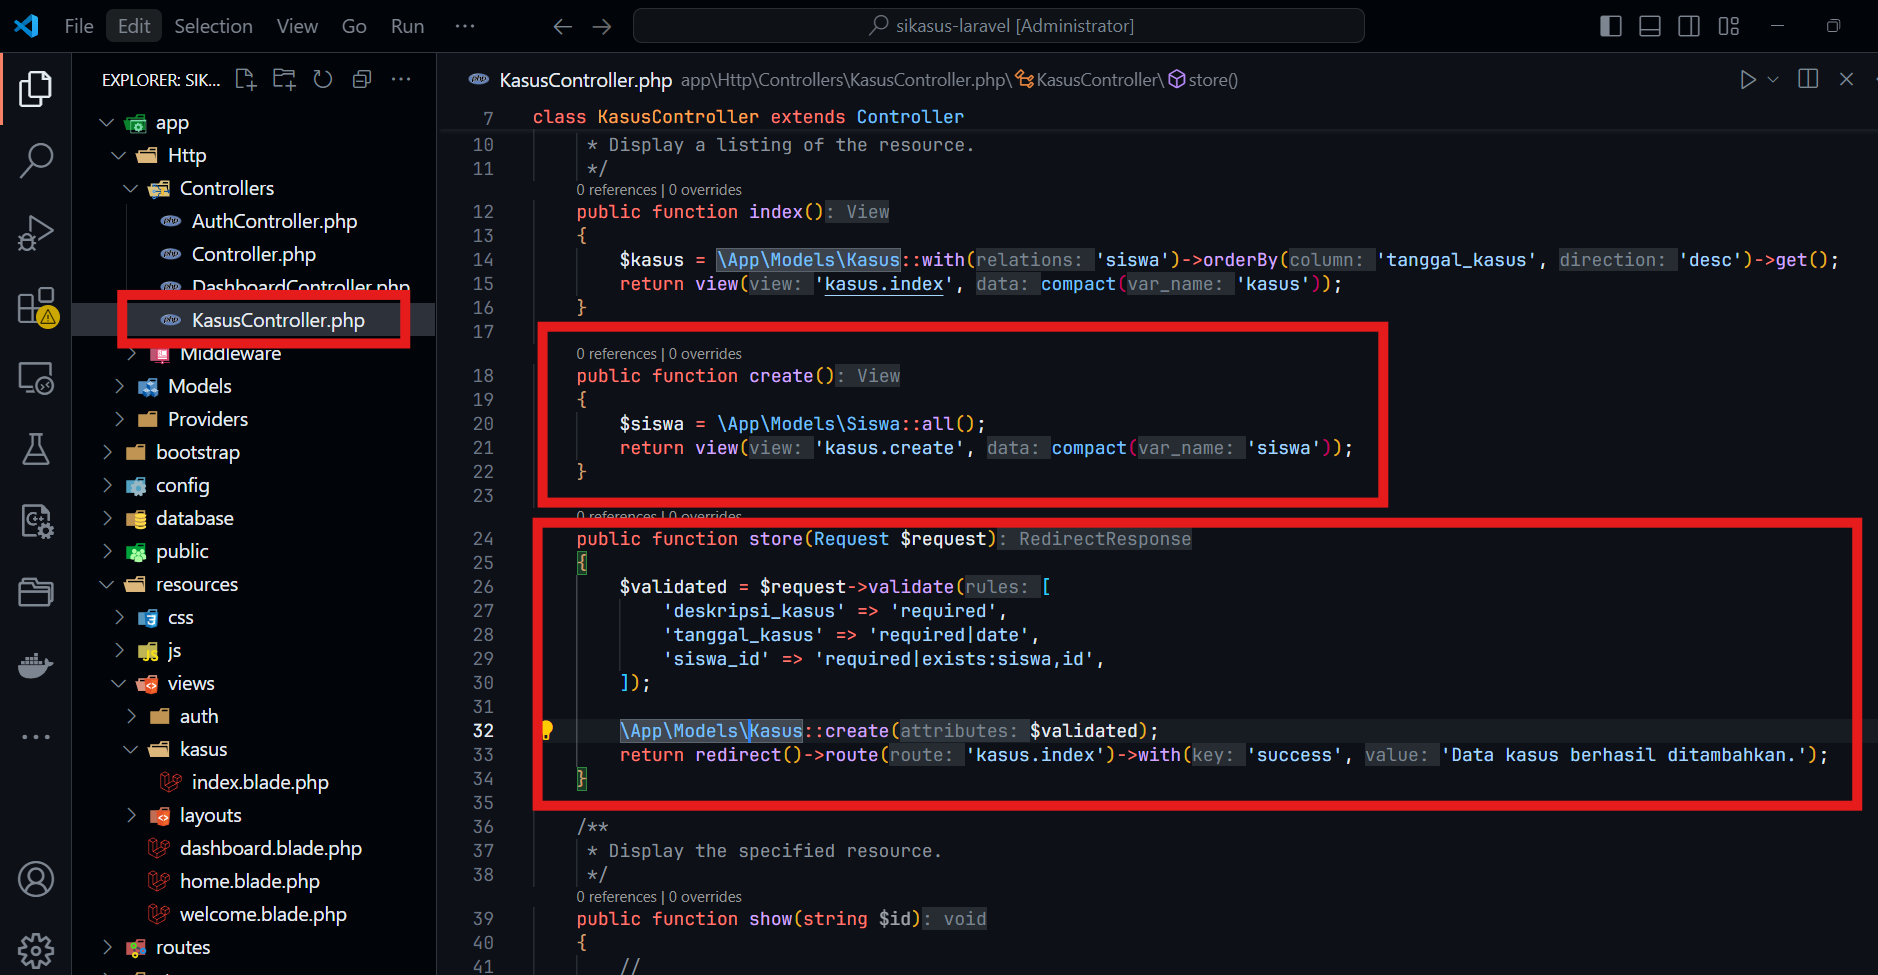 File Edit Selection View Go Run ··· sikasus-laravel [Administrator]
EXPLORER: SIK...
app
Http
Controllers
AuthController.php
Controller.php
DashboardController.php
KasusController.php
Middleware
Models
Providers
bootstrap
config
database
public
resources
css
js
views
auth
kasus
index.blade.php
layouts
dashboard.blade.php
home.blade.php
welcome.blade.php
routes
KasusController.php app\Http\Controllers\KasusController.php\KasusController\store()
7 class KasusController extends Controller
10 * Display a listing of the resource.
11 */
0 references | 0 overrides
12 public function index(): View
13 {
14 $kasus = \App\Models\Kasus::with(relations: 'siswa')->orderBy(column: 'tanggal_kasus', direction: 'desc')->get();
15 return view(view: 'kasus.index', data: compact(var_name: 'kasus'));
16 }
17
0 references | 0 overrides
18 public function create(): View
19 {
20 $siswa = \App\Models\Siswa::all();
21 return view(view: 'kasus.create', data: compact(var_name: 'siswa'));
22 }
23
0 references | 0 overrides
24 public function store(Request $request): RedirectResponse
25 {
26 $validated = $request->validate(rules: [
27 'deskripsi_kasus' => 'required',
28 'tanggal_kasus' => 'required|date',
29 'siswa_id' => 'required|exists:siswa,id',
30 ]);
31
32 \App\Models\Kasus::create(attributes: $validated);
33 return redirect()->route(route: 'kasus.index')->with(key: 'success', value: 'Data kasus berhasil ditambahkan.');
34 }
35
36 /**
37 * Display the specified resource.
38 */
0 references | 0 overrides
39 public function show(string $id): void
40 {
41 //